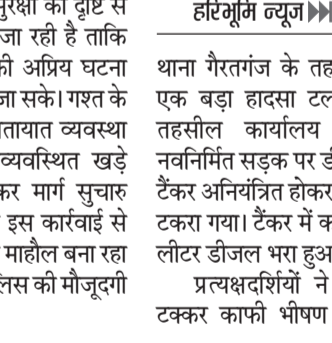 सुरक्षा की दृष्टि से
जा रही है ताकि
की अप्रिय घटना
जा सके। गश्त के
तायात व्यवस्था
व्यवस्थित खड़े
कर मार्ग सुचारु
इस कार्रवाई से
माहौल बना रहा
लिस की मौजूदगी
हरिभूमि न्यूज
थाना गैरतगंज के तह
एक बड़ा हादसा टल
तहसील कार्यालय
नवनिर्मित सड़क पर ड
टैंकर अनियंत्रित होकर
टकरा गया। टैंकर में क
लीटर डीजल भरा हुअ
प्रत्यक्षदर्शियों ने
टक्कर काफी भीषण